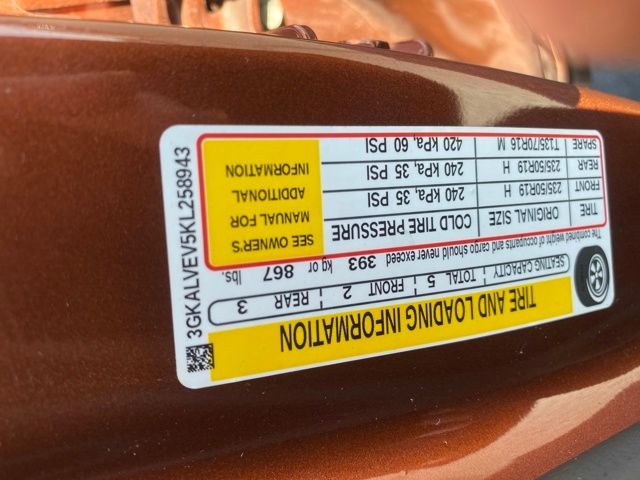 TIRE AND LOADING INFORMATION
SEATING CAPACITY TOTAL 5 FRONT 2 REAR 3
The combined weight of occupants and cargo should never exceed 393 kg or 867 lbs.
TIRE ORIGINAL SIZE COLD TIRE PRESSURE
FRONT 235/50R19 H 240 kPa, 35 PSI
REAR 235/50R19 H 240 kPa, 35 PSI
SPARE T135/70R16 M 420 kPa, 60 PSI
SEE OWNER'S
MANUAL FOR
ADDITIONAL
INFORMATION
3GKALVEV5KL258943